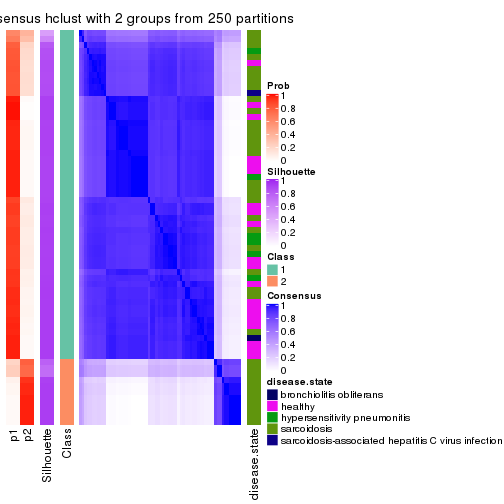 sensus hclust with 2 groups from 250 partitions
Prob
1
0.8
0.6
0.4
0.2
0
Silhouette
1
0.8
0.6
0.4
0.2
0
Class
1
2
Consensus
1
0.8
0.6
0.4
0.2
0
disease.state
bronchiolitis obliterans
healthy
hypersensitivity pneumonitis
sarcoidosis
sarcoidosis-associated hepatitis C virus infection
p1
p2
Silhouette
Class
disease.state